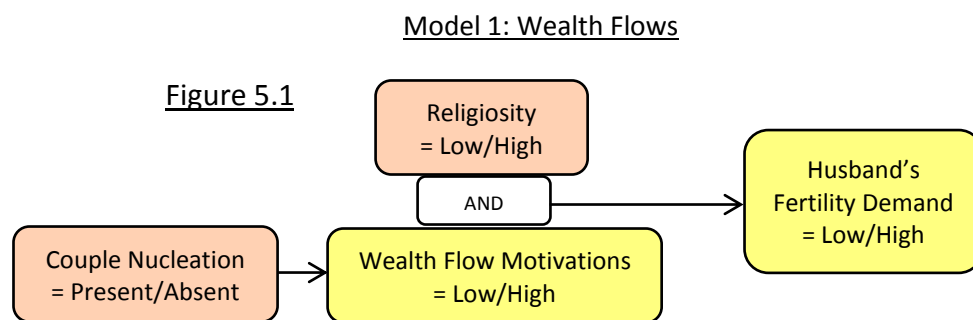 Model 1: Wealth Flows
Figure 5.1
Religiosity
= Low/High
AND
Husband’s
Fertility Demand
= Low/High
Couple Nucleation
= Present/Absent
Wealth Flow Motivations
= Low/High